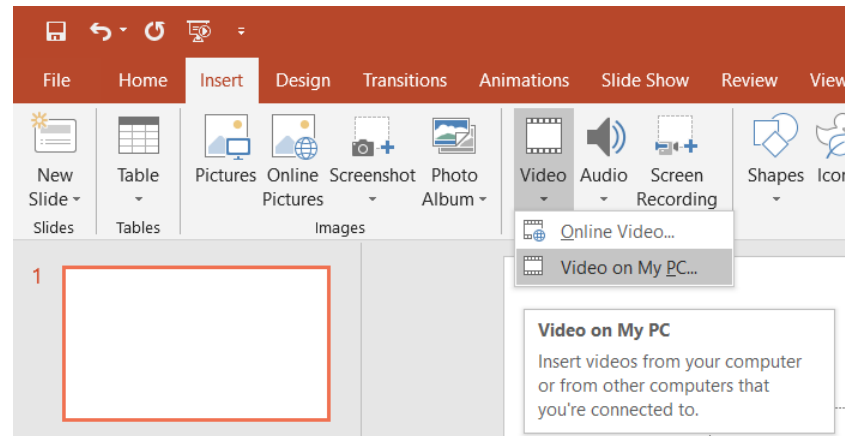 File Home Insert Design Transitions Animations Slide Show Review View
New Slide
Table
Pictures
Online Pictures
Screenshot
Photo Album
Video
Audio
Screen Recording
Shapes
Slides
Tables
Images
Online Video...
Video on My PC...
1
Video on My PC
Insert videos from your computer
or from other computers that
you're connected to.